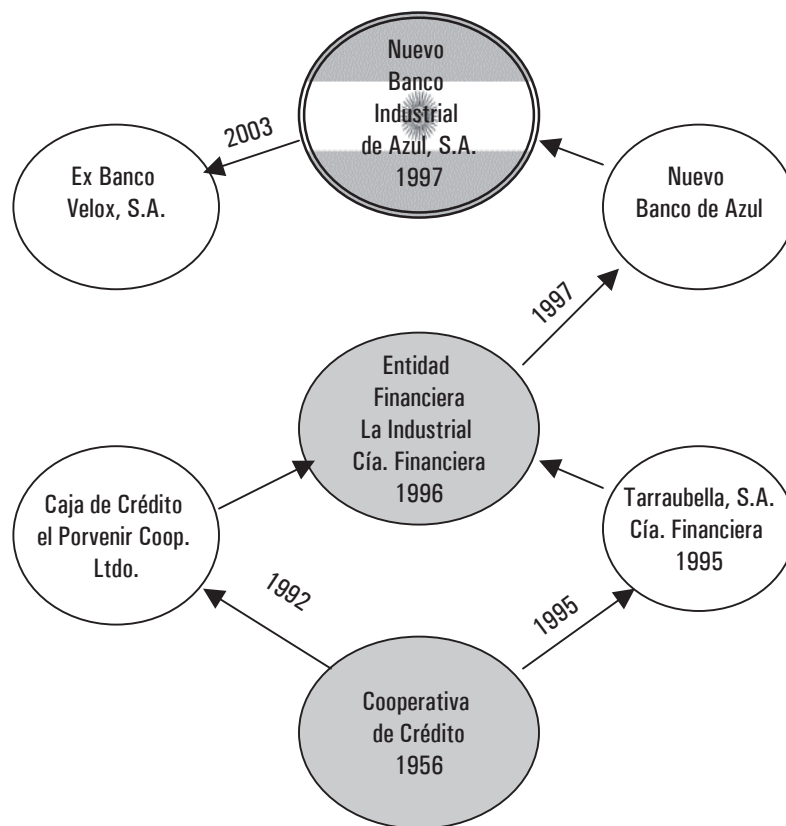 Nuevo
Banco
Industrial
de Azul, S.A.
1997
2003
Ex Banco
Velox, S.A.
Nuevo
Banco de Azul
1997
Entidad
Financiera
La Industrial
Cía. Financiera
1996
Caja de Crédito
el Porvenir Coop.
Ltdo.
Tarraubella, S.A.
Cía. Financiera
1995
1992
1995
Cooperativa
de Crédito
1956